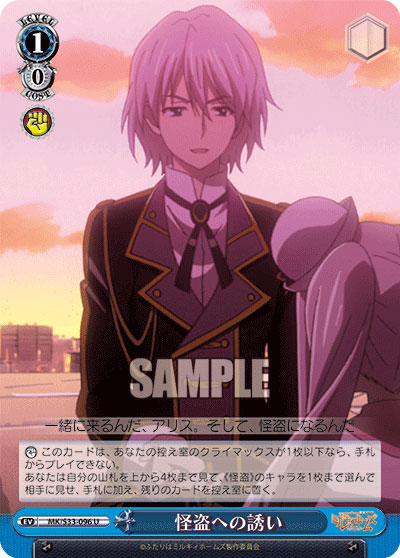 LEVEL
1
0
COST
SAMPLE
一緒に来るんだ、アリス。そして、怪盗になるんだ
このカードは、あなたの控え室のクライマックスが1枚以下なら、手札
からプレイできない。
あなたは自分の山札を上から4枚まで見て、《怪盗》のキャラを1枚まで選んで
相手に見せ、手札に加え、残りのカードを控え室に置く。
EV
MK/S33-096 U
怪盗への誘い
©ふたりはミルキィホームズ製作委員会